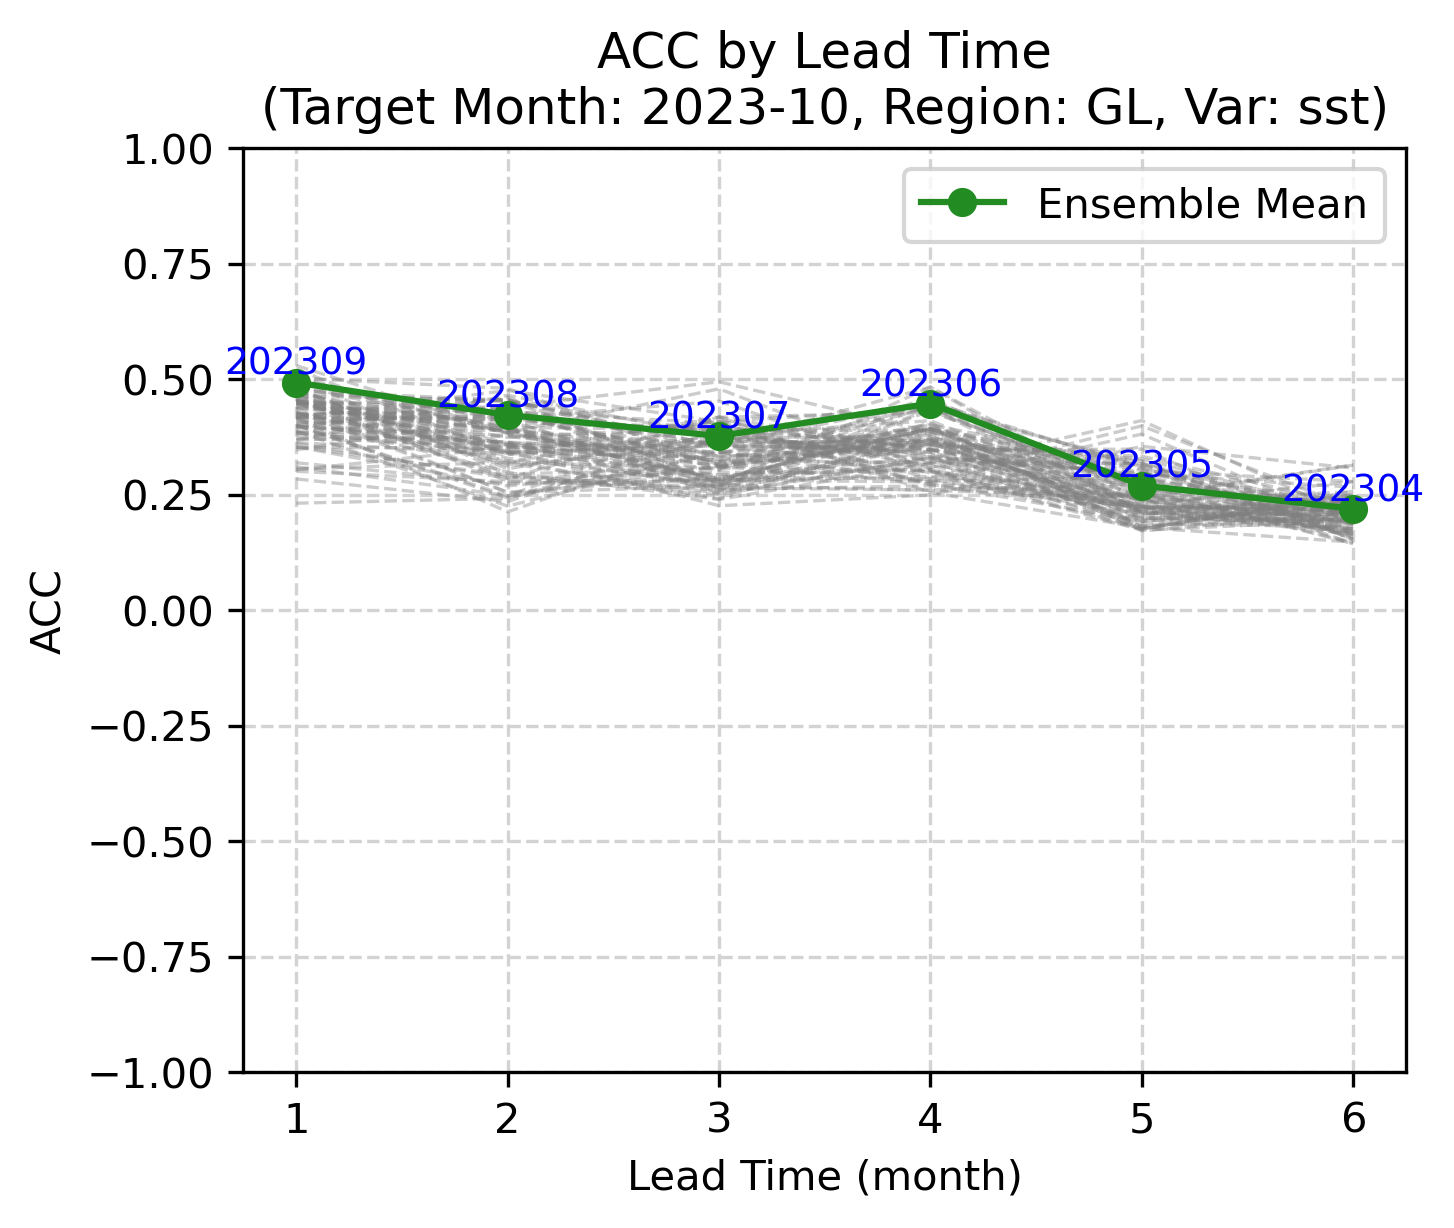 ACC by Lead Time
(Target Month: 2023-10, Region: GL, Var: sst)
1.00
0.75
0.50
0.25
0.00
−0.25
−0.50
−0.75
−1.00
ACC
Ensemble Mean
202309
202308
202307
202306
202305
202304
1 2 3 4 5 6
Lead Time (month)